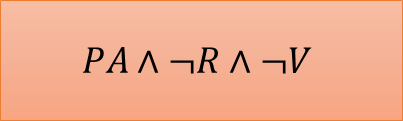 PA ∧ ¬R ∧ ¬V